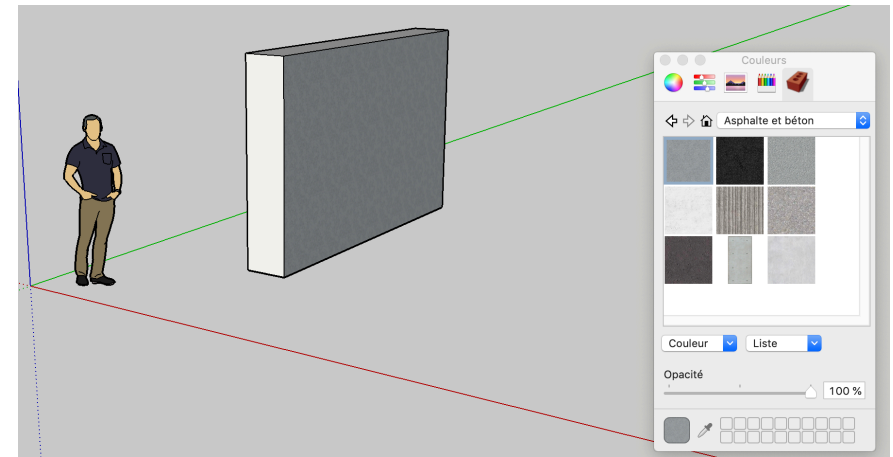 Couleurs
Asphalte et béton
Couleur
Liste
Opacité
100 %